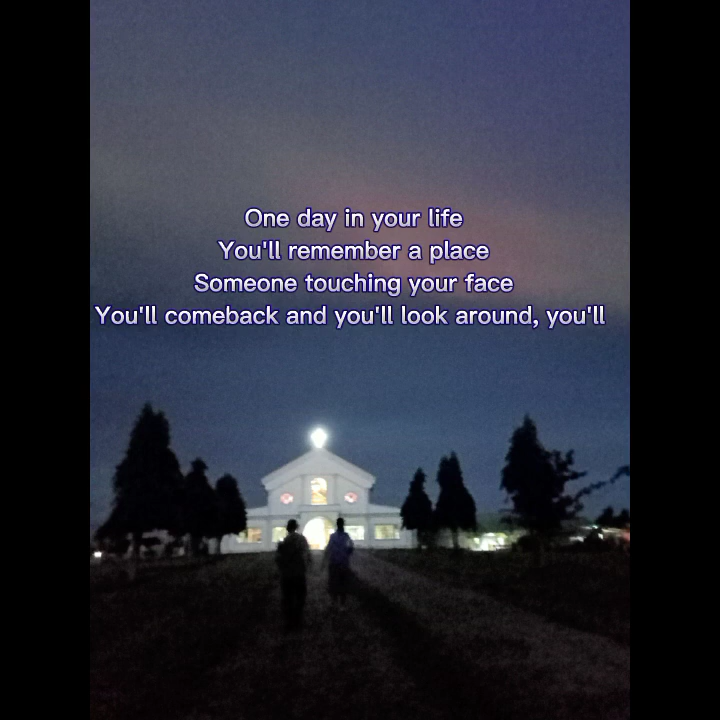 One day in your life
You'll remember a place
Someone touching your face
You'll comeback and you'll look around, you'll